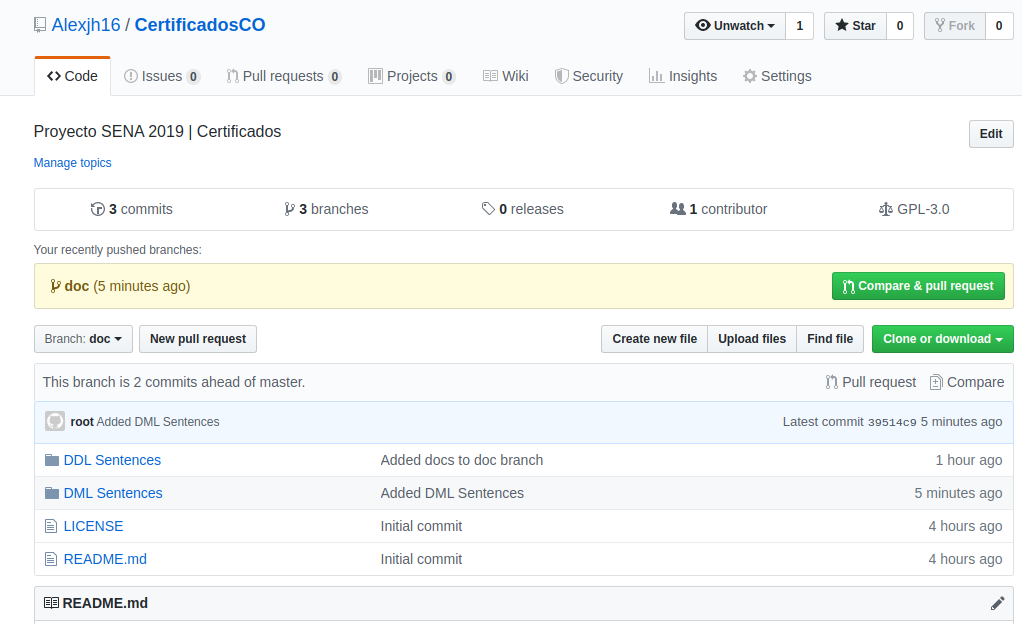 Alexjh16 / CertificadosCO Unwatch 1 Star 0 Fork 0
Code Issues 0 Pull requests 0 Projects 0 Wiki Security Insights Settings
Proyecto SENA 2019 | Certificados Edit
Manage topics
3 commits 3 branches 0 releases 1 contributor GPL-3.0
Your recently pushed branches:
doc (5 minutes ago) Compare & pull request
Branch: doc New pull request Create new file Upload files Find file Clone or download
This branch is 2 commits ahead of master. Pull request Compare
root Added DML Sentences Latest commit 39514c9 5 minutes ago
DDL Sentences Added docs to doc branch 1 hour ago
DML Sentences Added DML Sentences 5 minutes ago
LICENSE Initial commit 4 hours ago
README.md Initial commit 4 hours ago
README.md